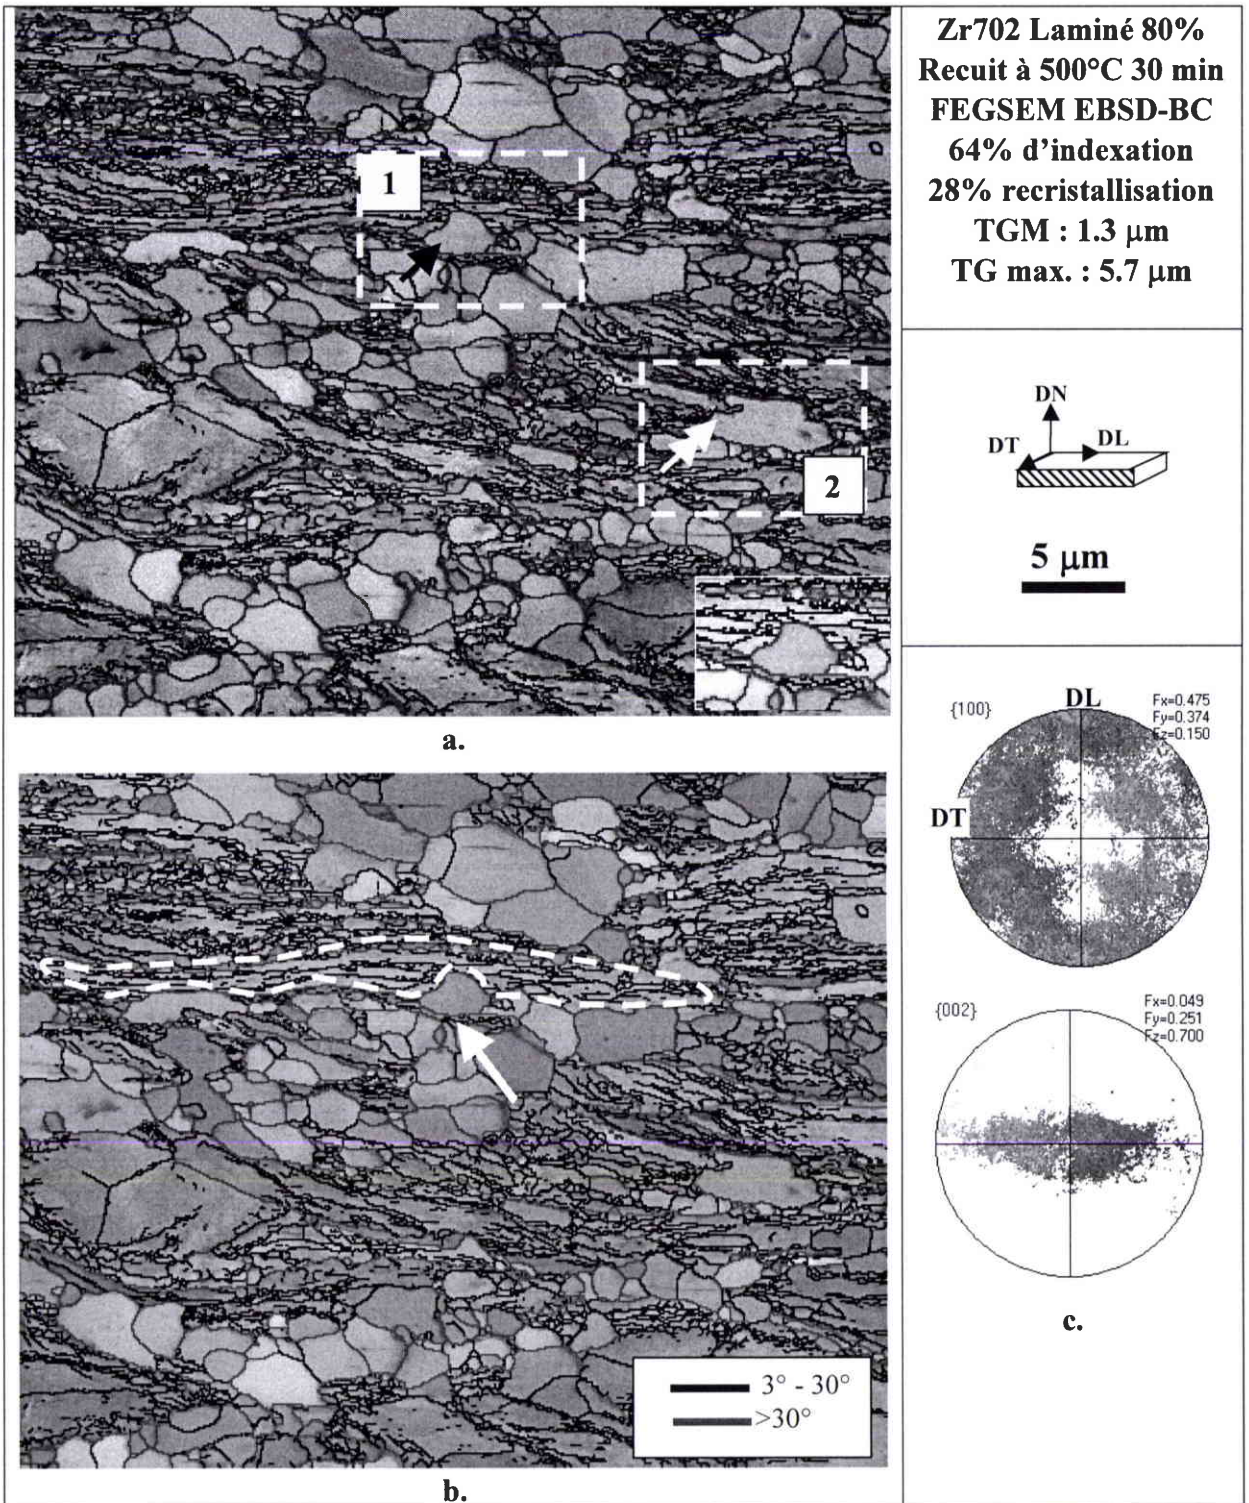 Zr702 Laminé 80%
Recuit à 500°C 30 min
FEGSEM EBSD-BC
64% d'indexation
28% recristallisation
TGM : 1.3 µm
TG max. : 5.7 µm
1
2
a.
DN
DT
DL
5 µm
{100}
DL
Fx=0.475
Fy=0.374
Fz=0.150
DT
{002}
Fx=0.049
Fy=0.251
Fz=0.700
c.
3° - 30°
>30°
b.